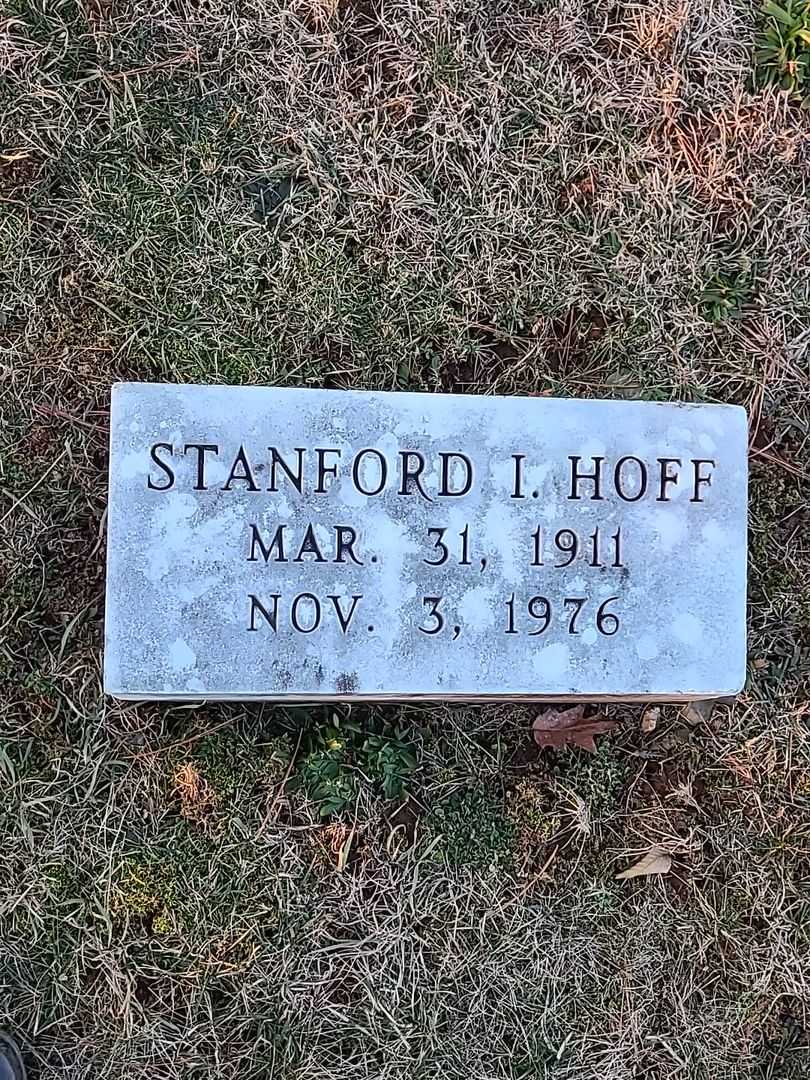 STANFORD I. HOFF
MAR. 31, 1911
NOV. 3, 1976